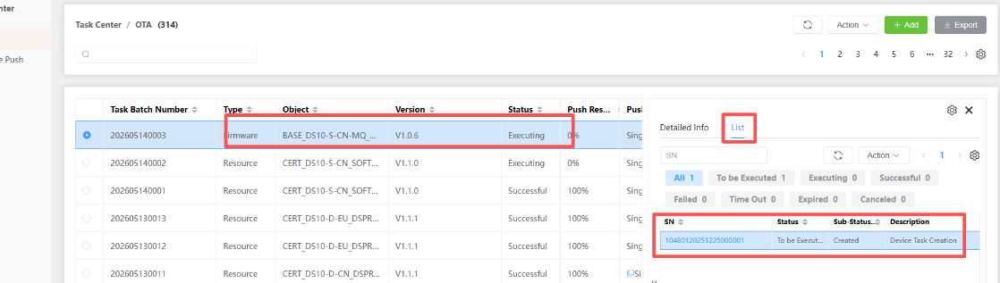 nter
Task Center / OTA (314)
Action
+ Add
Export
e Push
1 2 3 4 5 6 ••• 32
Task Batch Number Type Object Version Status Push Res... Pus
202605140003 Firmware BASE_DS10-S-CN-MQ_... V1.0.6 Executing 0% Sing
202605140002 Resource CERT_DS10-S-CN_SOFT... V1.1.0 Executing 0% Sing
202605140001 Resource CERT_DS10-S-CN_SOFT... V1.1.0 Successful 100% Sing
202605130013 Resource CERT_DS10-D-EU_DSPR... V1.1.1 Successful 100% Sing
202605130012 Resource CERT_DS10-D-EU_DSPR... V1.1.1 Successful 100% Sing
202605130011 Resource CERT_DS10-D-CN_DSPR... V1.1.1 Successful 100% Si
Detailed Info List
SN
Action
1
All 1 To be Executed 1 Executing 0 Successful 0
Failed 0 Time Out 0 Expired 0 Canceled 0
SN Status Sub-Status.. Description
10480120251225000001 To be Execut... Created Device Task Creation